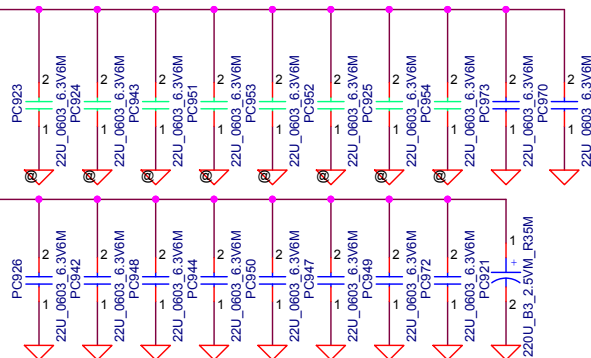 PC923
2
1
22U_0603_6.3V6M
@
PC924
2
1
22U_0603_6.3V6M
@
PC943
2
1
22U_0603_6.3V6M
@
PC951
2
1
22U_0603_6.3V6M
@
PC953
2
1
22U_0603_6.3V6M
@
PC952
2
1
22U_0603_6.3V6M
@
PC925
2
1
22U_0603_6.3V6M
@
PC954
2
1
22U_0603_6.3V6M
@
PC973
2
1
22U_0603_6.3V6M
PC970
2
1
22U_0603_6.3V6M
PC926
2
1
22U_0603_6.3V6M
PC942
2
1
22U_0603_6.3V6M
PC948
2
1
22U_0603_6.3V6M
PC944
2
1
22U_0603_6.3V6M
PC950
2
1
22U_0603_6.3V6M
PC947
2
1
22U_0603_6.3V6M
PC949
2
1
22U_0603_6.3V6M
PC972
2
1
22U_0603_6.3V6M
PC921
1
+
2
220U_B3_2.5VM_R35M